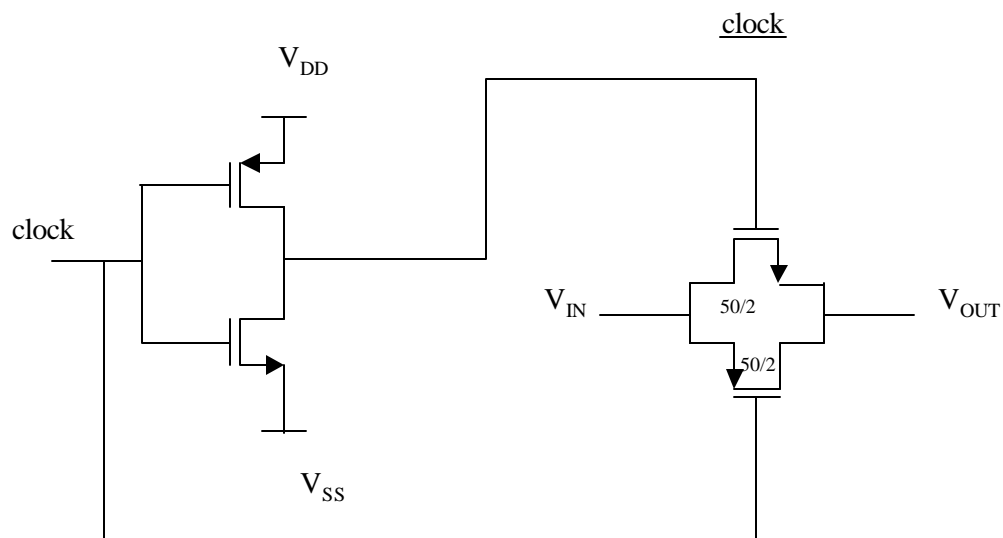 clock
V_DD
clock
V_IN
50/2
V_OUT
50/2
V_SS